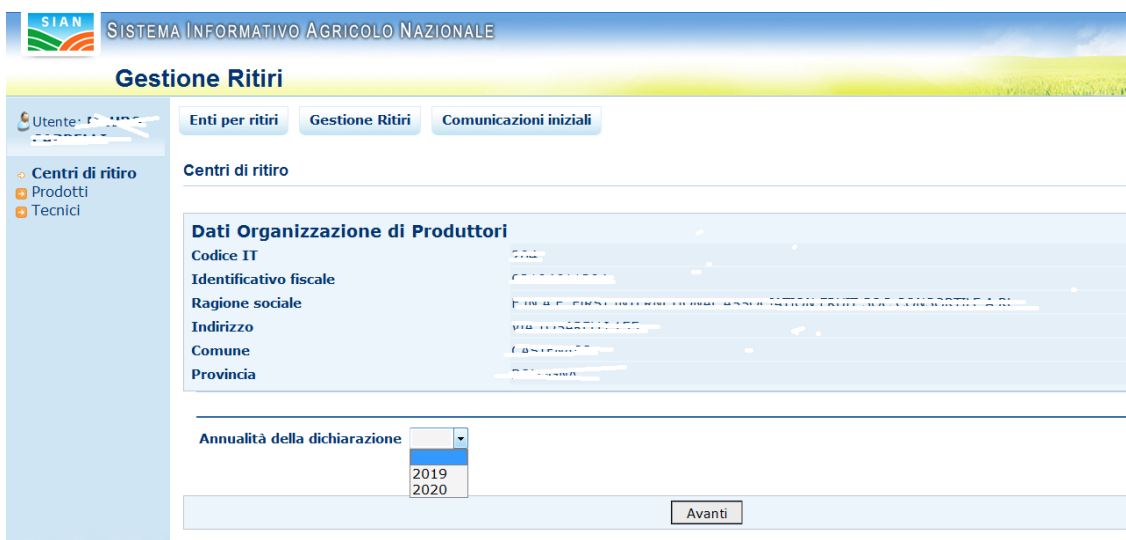 SIAN
SISTEMA INFORMATIVO AGRICOLO NAZIONALE
Gestione Ritiri
Utente:
Enti per ritiri Gestione Ritiri Comunicazioni iniziali
Centri di ritiro
Prodotti
Tecnici
Centri di ritiro
Dati Organizzazione di Produttori
Codice IT
Identificativo fiscale
Ragione sociale
Indirizzo
Comune
Provincia
Annualità della dichiarazione
2019
2020
Avanti